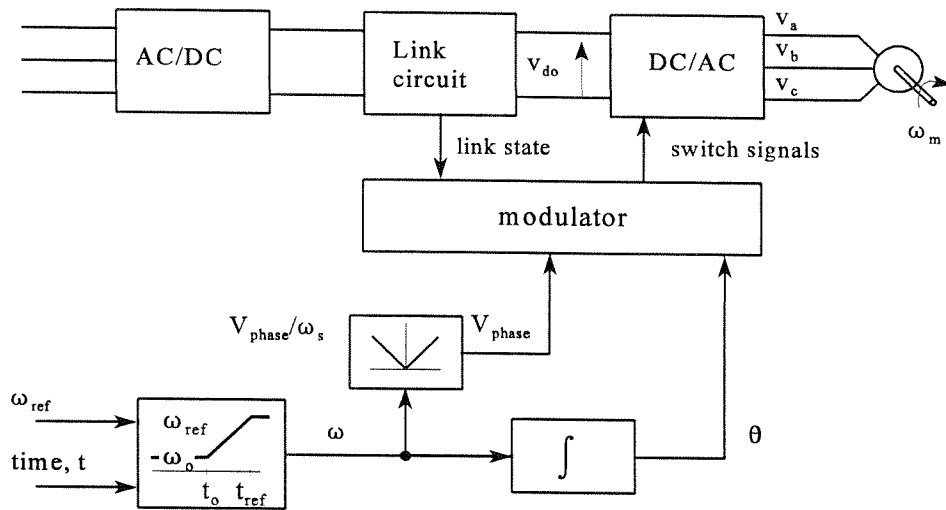 AC/DC
Link
circuit
v_do
DC/AC
v_a
v_b
v_c
ω_m
link state
switch signals
modulator
V_phase/ω_s
V_phase
ω_ref
time, t
ω_ref
ω_o
t_o t_ref
ω
∫
θ